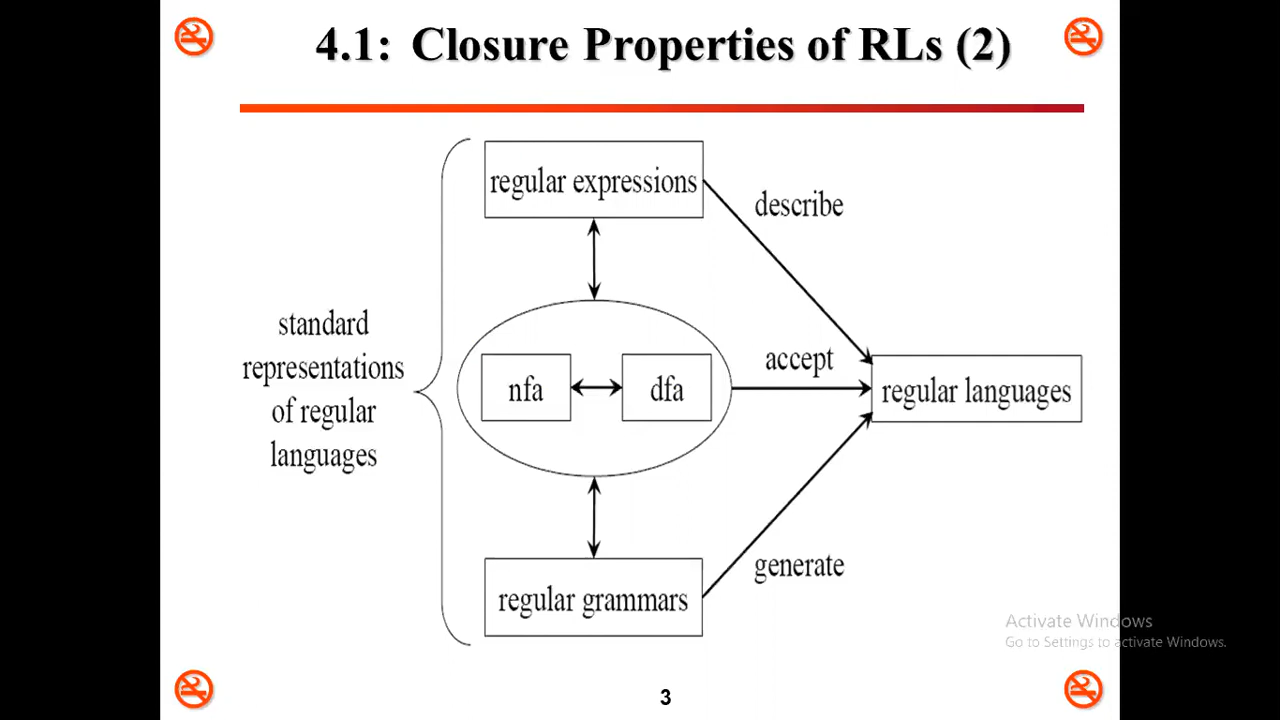 4.1: Closure Properties of RLs (2)
regular expressions
describe
standard
representations
of regular
languages
nfa
dfa
accept
regular languages
generate
regular grammars
Activate Windows
Go to Settings to activate Windows.
3